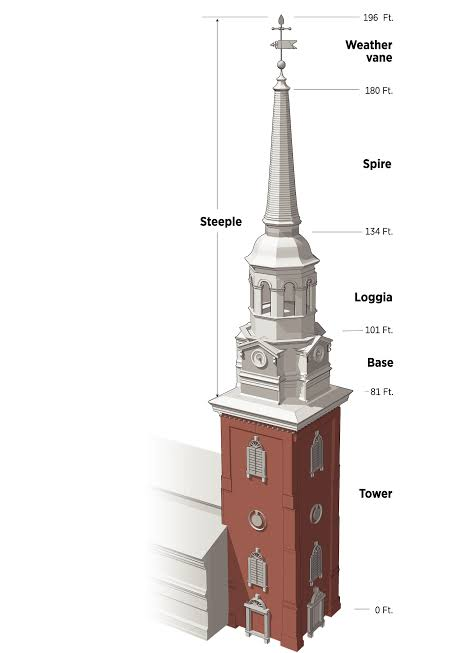 196 Ft.
Weather
vane
180 Ft.
Spire
Steeple
134 Ft.
Loggia
101 Ft.
Base
81 Ft.
Tower
0 Ft.